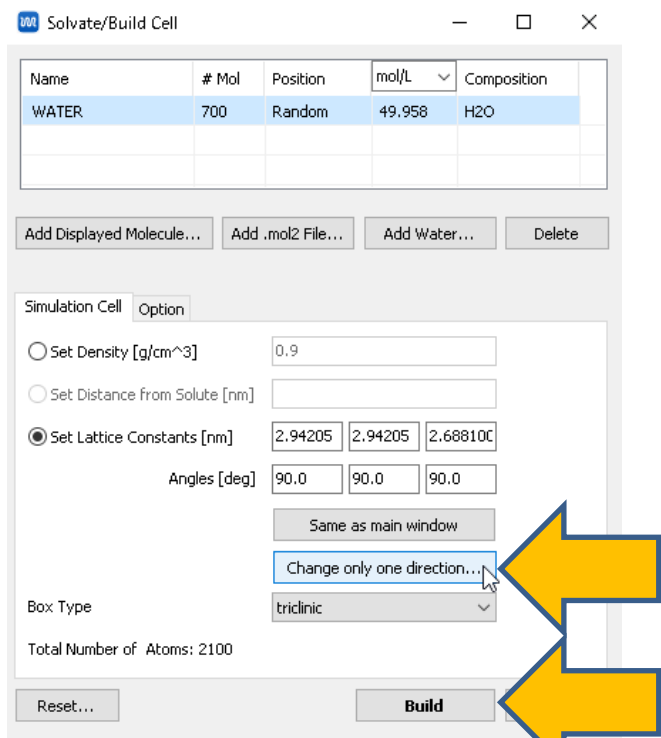 Solvate/Build Cell
Name # Mol Position mol/L Composition
WATER 700 Random 49.958 H2O
Add Displayed Molecule... Add .mol2 File... Add Water... Delete
Simulation Cell Option
Set Density [g/cm^3] 0.9
Set Distance from Solute [nm]
Set Lattice Constants [nm] 2.94205 2.94205 2.68810
Angles [deg] 90.0 90.0 90.0
Same as main window
Change only one direction...
Box Type triclinic
Total Number of Atoms: 2100
Reset... Build